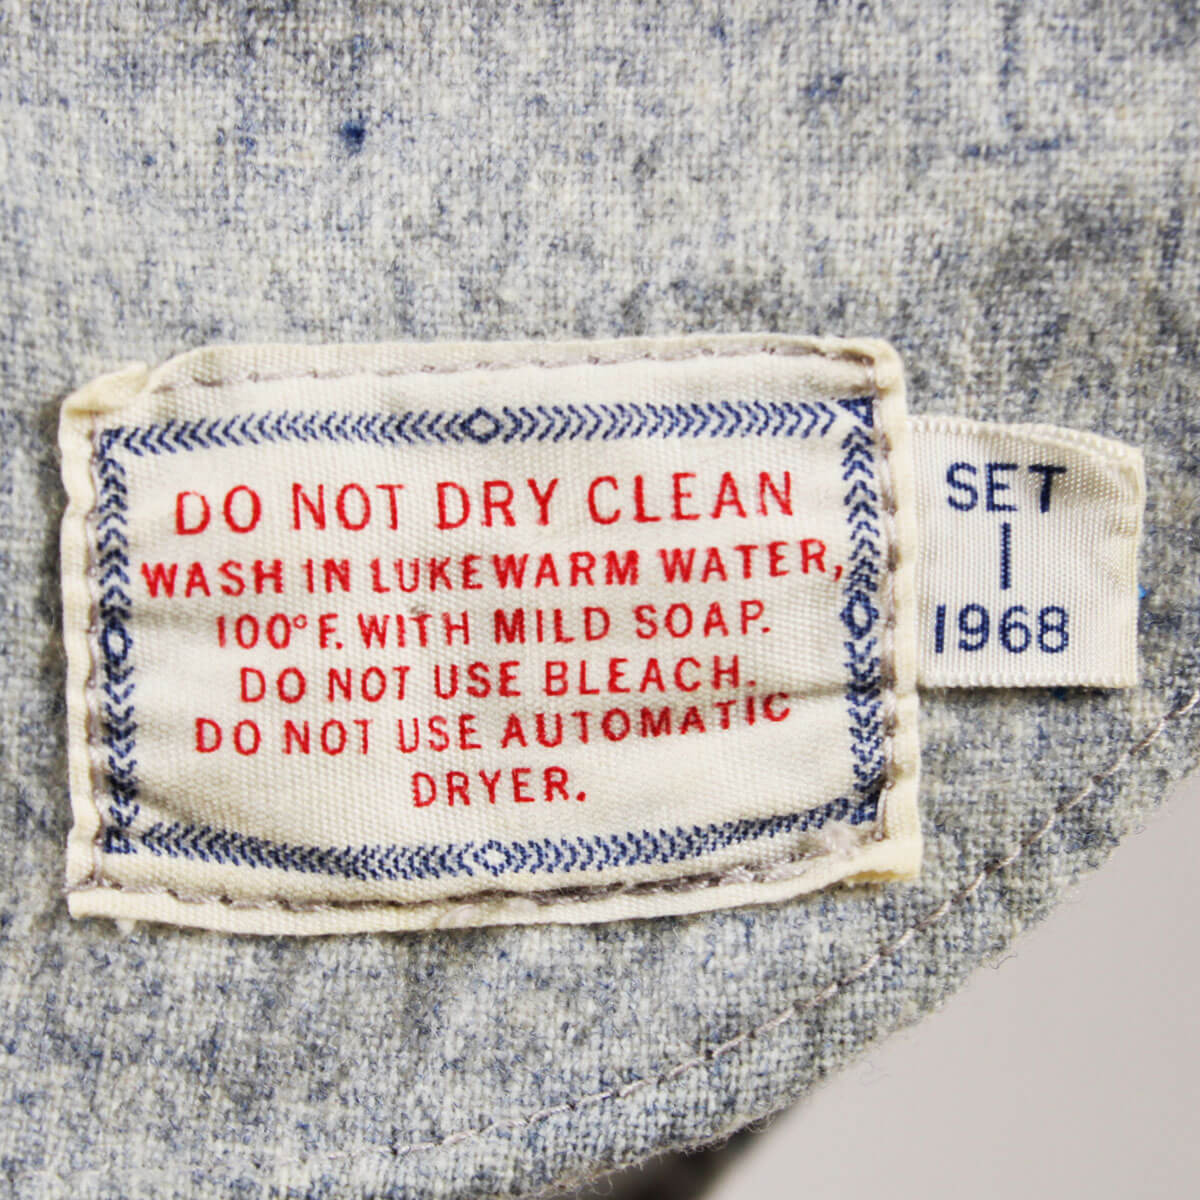 DO NOT DRY CLEAN
WASH IN LUKEWARM WATER,
100° F. WITH MILD SOAP.
DO NOT USE BLEACH.
DO NOT USE AUTOMATIC
DRYER.
SET
1
1968